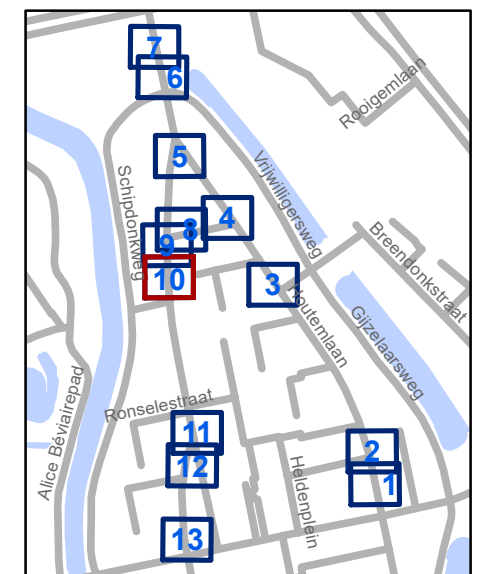 7
6
Rooigemlaan
5
Vrijwilligersweg
Schipdonkweg
4
8
9
Breendonkstraat
10
3
Houtemlaan
Gijzelaarsweg
Alice Béviairepad
Ronselestraat
11
2
12
1
Heldenplein
13